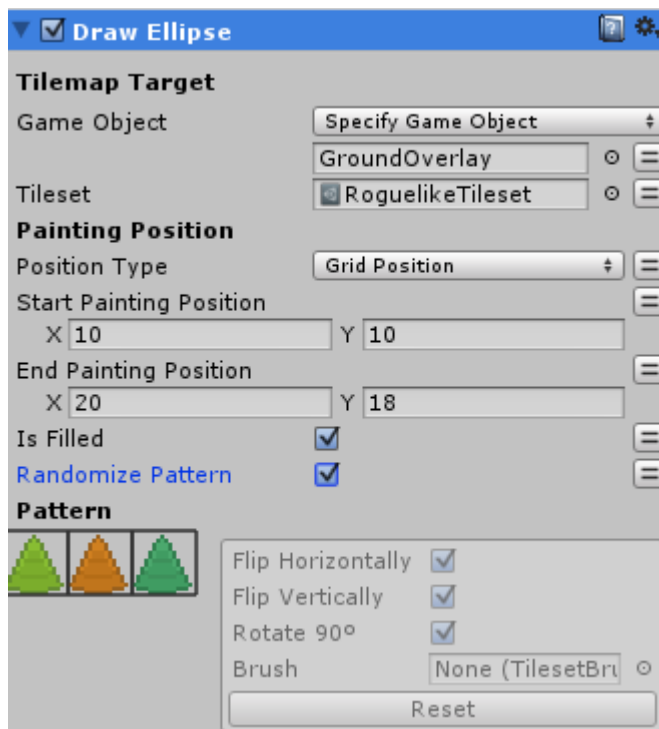 Draw Ellipse
Tilemap Target
Game Object Specify Game Object
GroundOverlay
Tileset RoguelikeTileset
Painting Position
Position Type Grid Position
Start Painting Position
X 10 Y 10
End Painting Position
X 20 Y 18
Is Filled
Randomize Pattern
Pattern
Flip Horizontally
Flip Vertically
Rotate 90º
Brush None (TilesetBru
Reset